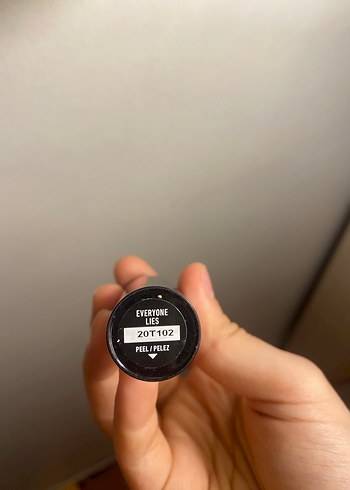 EVERYONE
LIES
20T102
PEEL / PELEZ